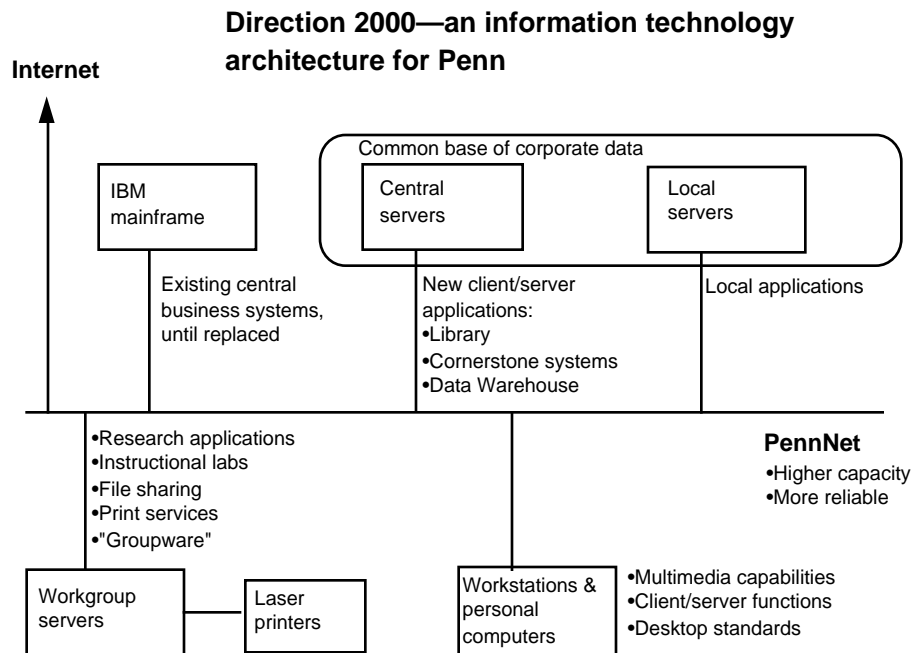 Direction 2000—an information technology
architecture for Penn
Internet
Common base of corporate data
IBM
mainframe
Central
servers
Local
servers
Existing central
business systems,
until replaced
New client/server
applications:
•Library
•Cornerstone systems
•Data Warehouse
Local applications
•Research applications
•Instructional labs
•File sharing
•Print services
•"Groupware"
PennNet
•Higher capacity
•More reliable
Workgroup
servers
Laser
printers
Workstations &
personal
computers
•Multimedia capabilities
•Client/server functions
•Desktop standards